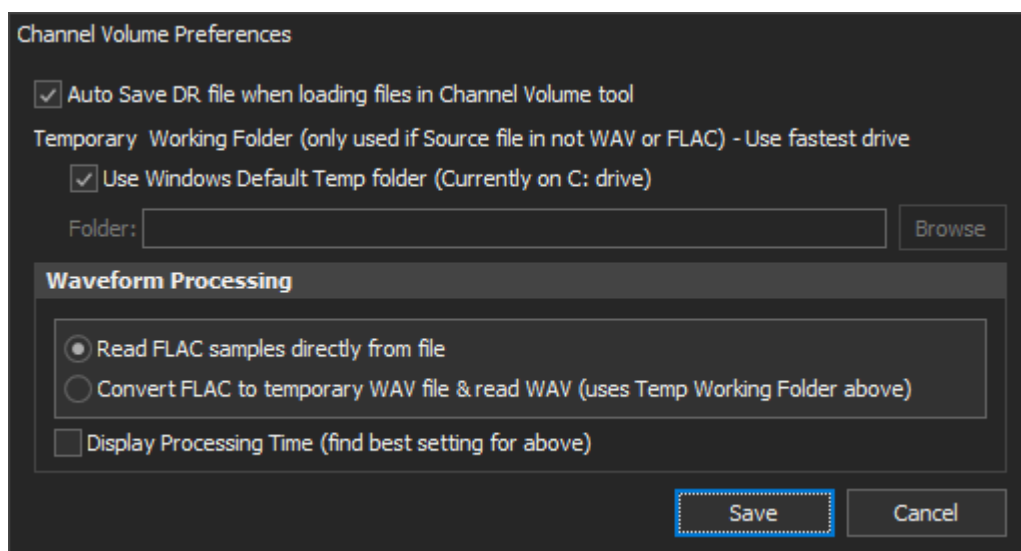 Channel Volume Preferences
Auto Save DR file when loading files in Channel Volume tool
Temporary  Working Folder (only used if Source file in not WAV or FLAC) - Use fastest drive
Use Windows Default Temp folder (Currently on C: drive)
Folder: Browse
Waveform Processing
Read FLAC samples directly from file
Convert FLAC to temporary WAV file & read WAV (uses Temp Working Folder above)
Display Processing Time (find best setting for above)
Save Cancel